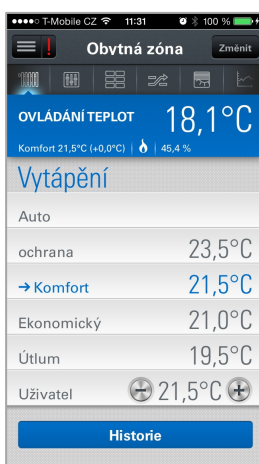 T-Mobile CZ 11:31 100 %
Obytná zóna Změnit
OVLÁDÁNÍ TEPLOT 18,1°C
Komfort 21,5°C (+0,0°C) 45,4 %
Vytápění
Auto
ochrana 23,5°C
→ Komfort 21,5°C
Ekonomický 21,0°C
Útlum 19,5°C
Uživatel 21,5°C
Historie